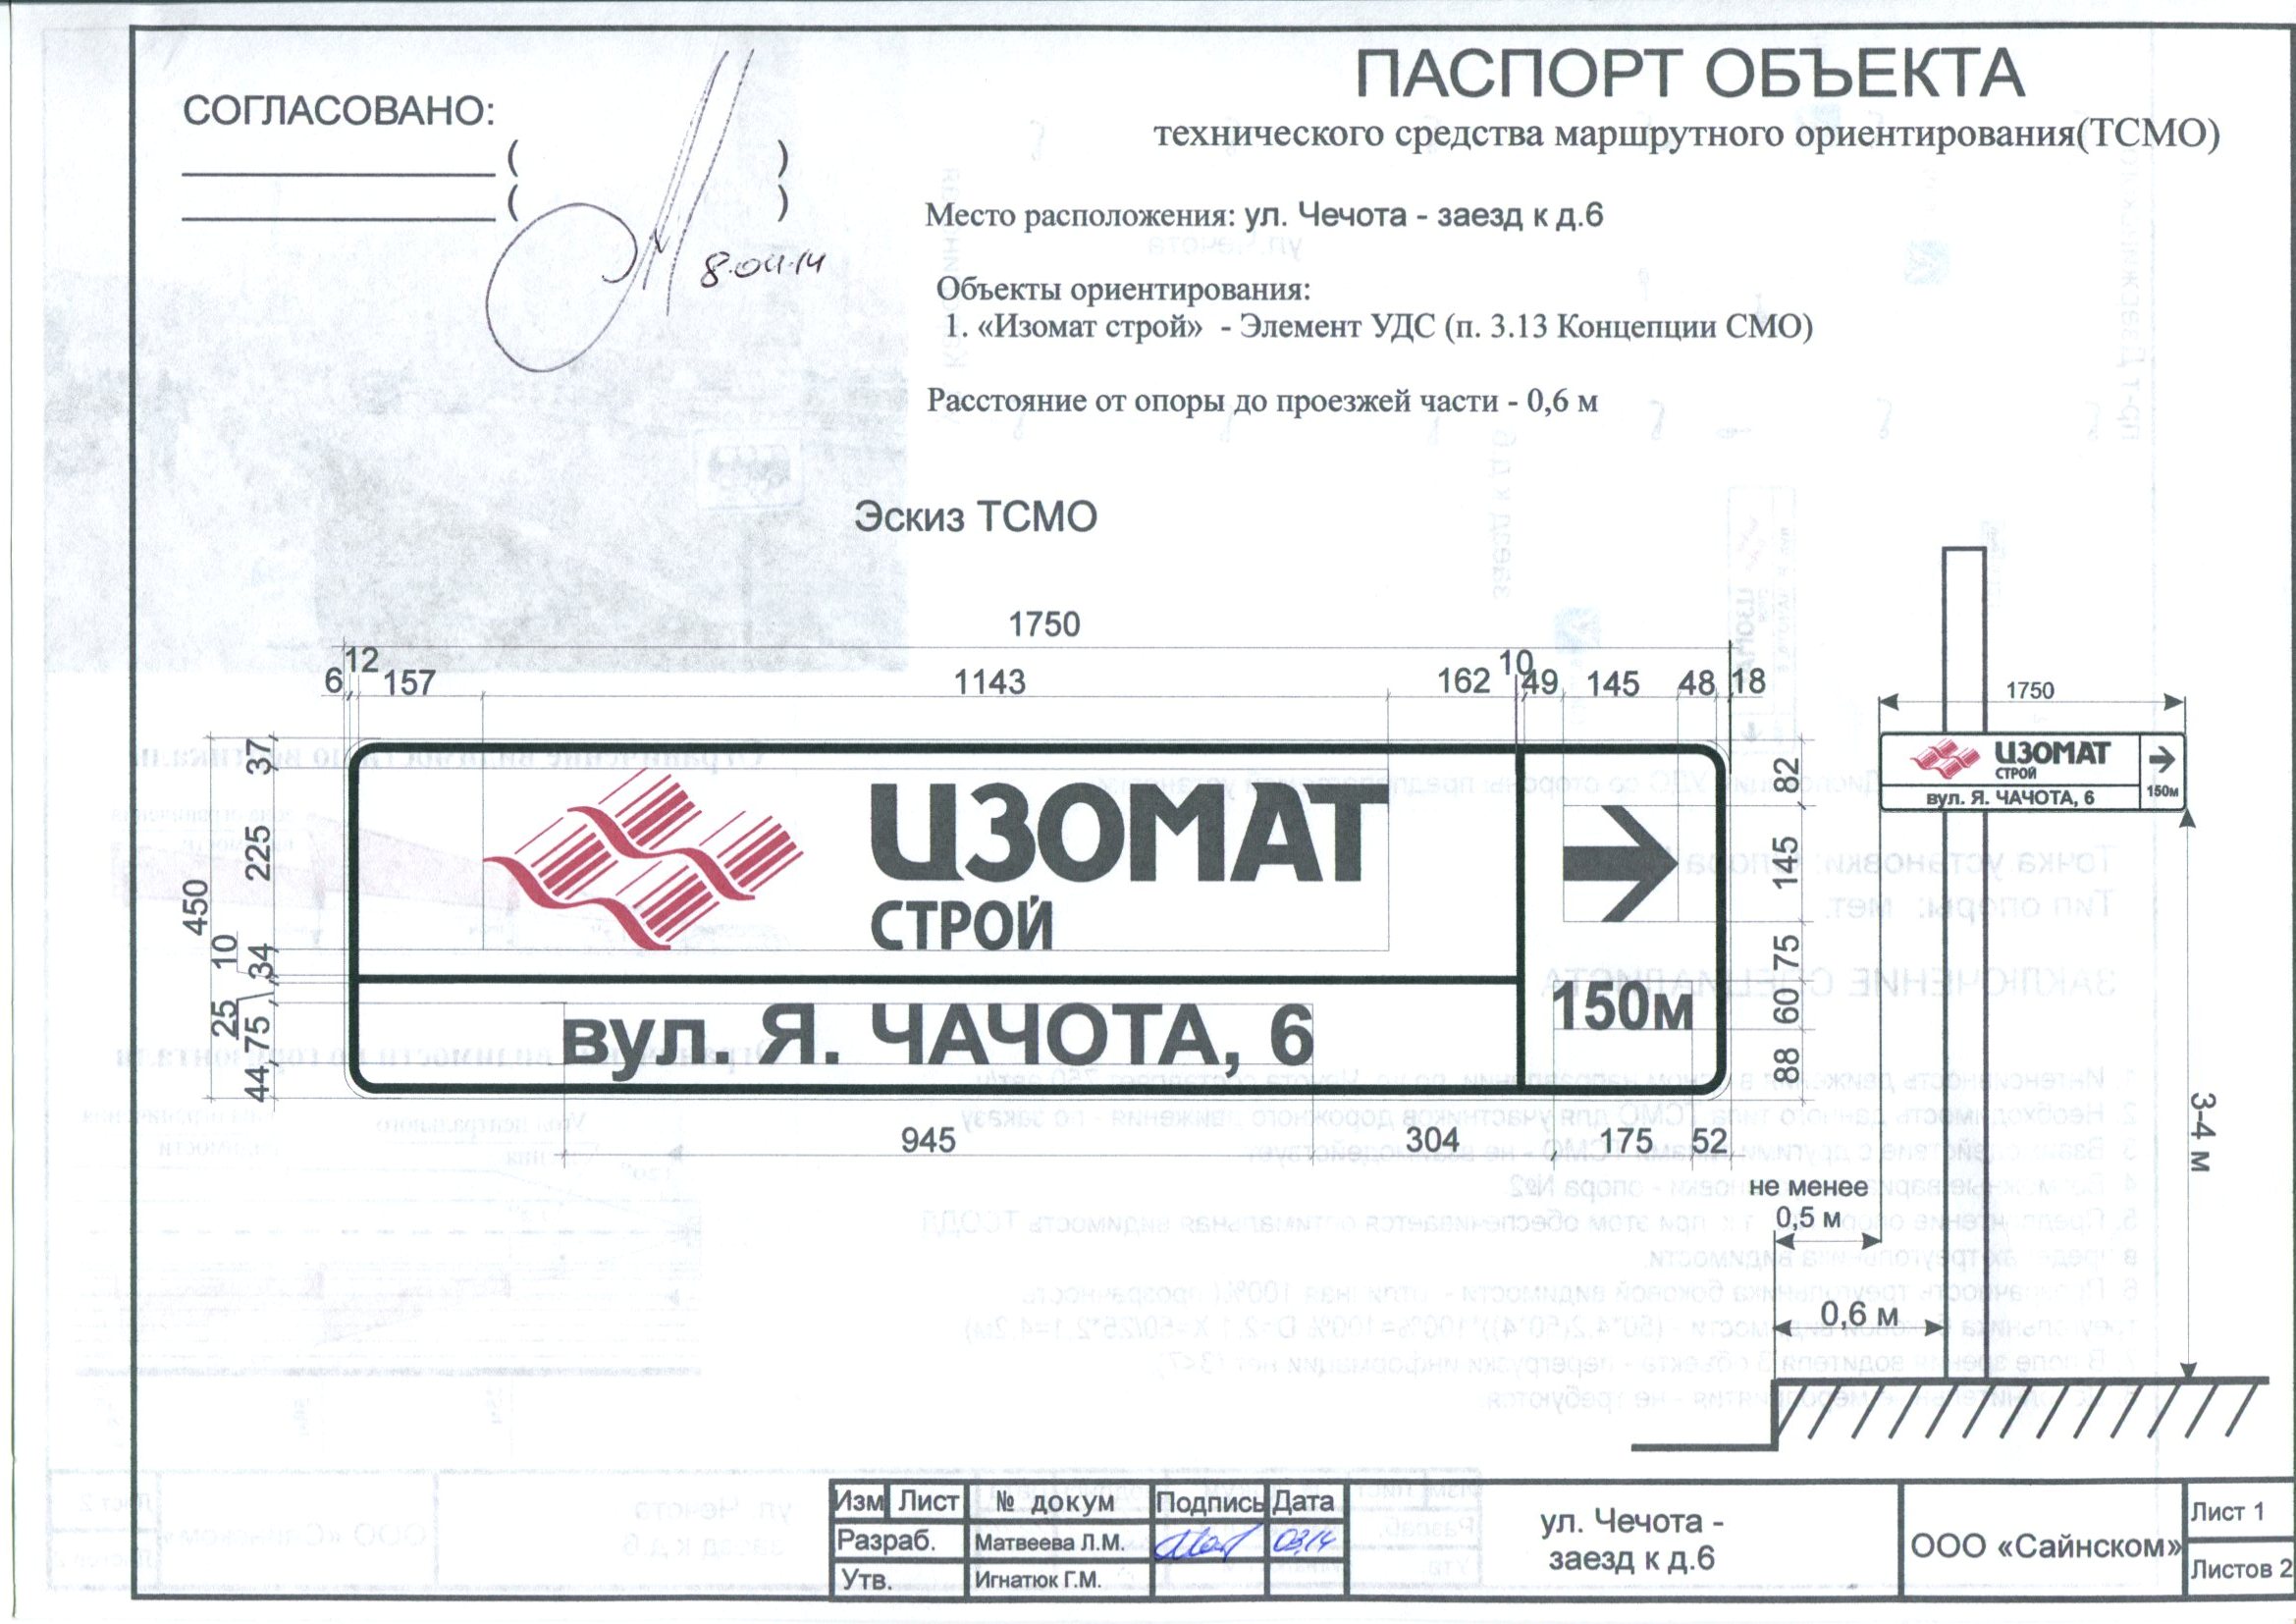 СОГЛАСОВАНО:
( )
( )
8.04.14
ПАСПОРТ ОБЪЕКТА
технического средства маршрутного ориентирования(ТСМО)
Место расположения: ул. Чечота - заезд к д.6
Объекты ориентирования:
1. «Изомат строй» - Элемент УДС (п. 3.13 Концепции СМО)
Расстояние от опоры до проезжей части - 0,6 м
Эскиз ТСМО
1750
6 12 157 1143 162 10 49 145 48 18
37
225
450
10
34
25
75
44
ИЗОМАТ
СТРОЙ
вул. Я. ЧАЧОТА, 6
150м
82
145
75
60
88
945 304 175 52
1750
ИЗОМАТ
СТРОЙ
вул. Я. ЧАЧОТА, 6
150м
3-4 м
не менее
0,5 м
0,6 м
Изм Лист № докум Подпись Дата
Разраб. Матвеева Л.М. 03.14
Утв. Игнатюк Г.М.
ул. Чечота -
заезд к д.6
ООО «Сайнском»
Лист 1
Листов 2